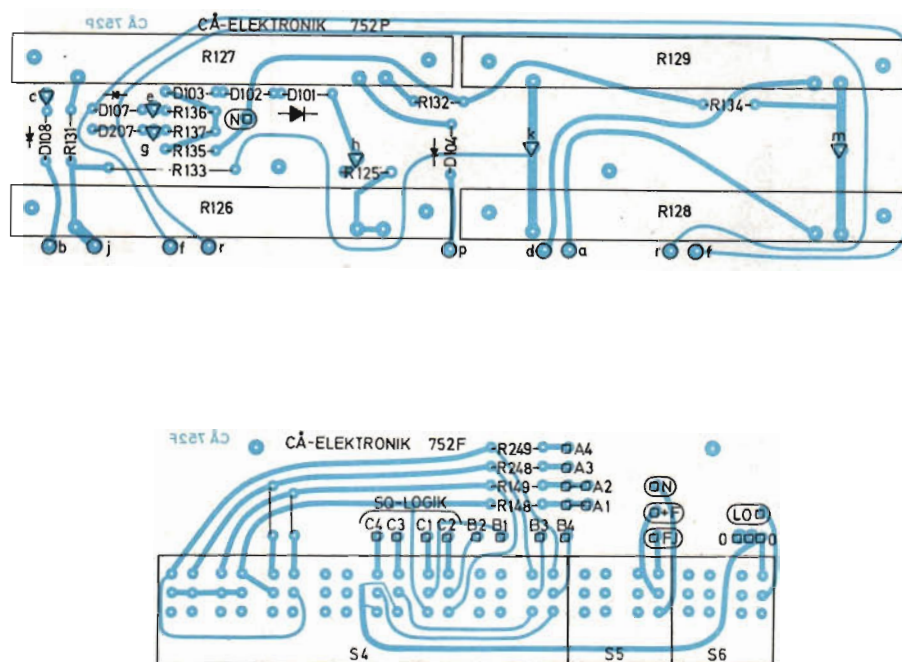 CÅ 752P CÅ-ELEKTRONIK 752P
R127 R129
c D103 D102 D101
D107 e R136 R132 R134
N
D108 R131 D207 R137 D104 k m
g R135 h
R133 R125
R126 R128
b j f r p d a r f
CÅ 752F CÅ-ELEKTRONIK 752F R249 A4
R248 A3
R149 A2 N
SQ-LOGIK R148 A1
+F LO
C4 C3 C1 C2 B2 B1 B3 B4 F 0 0
S4 S5 S6